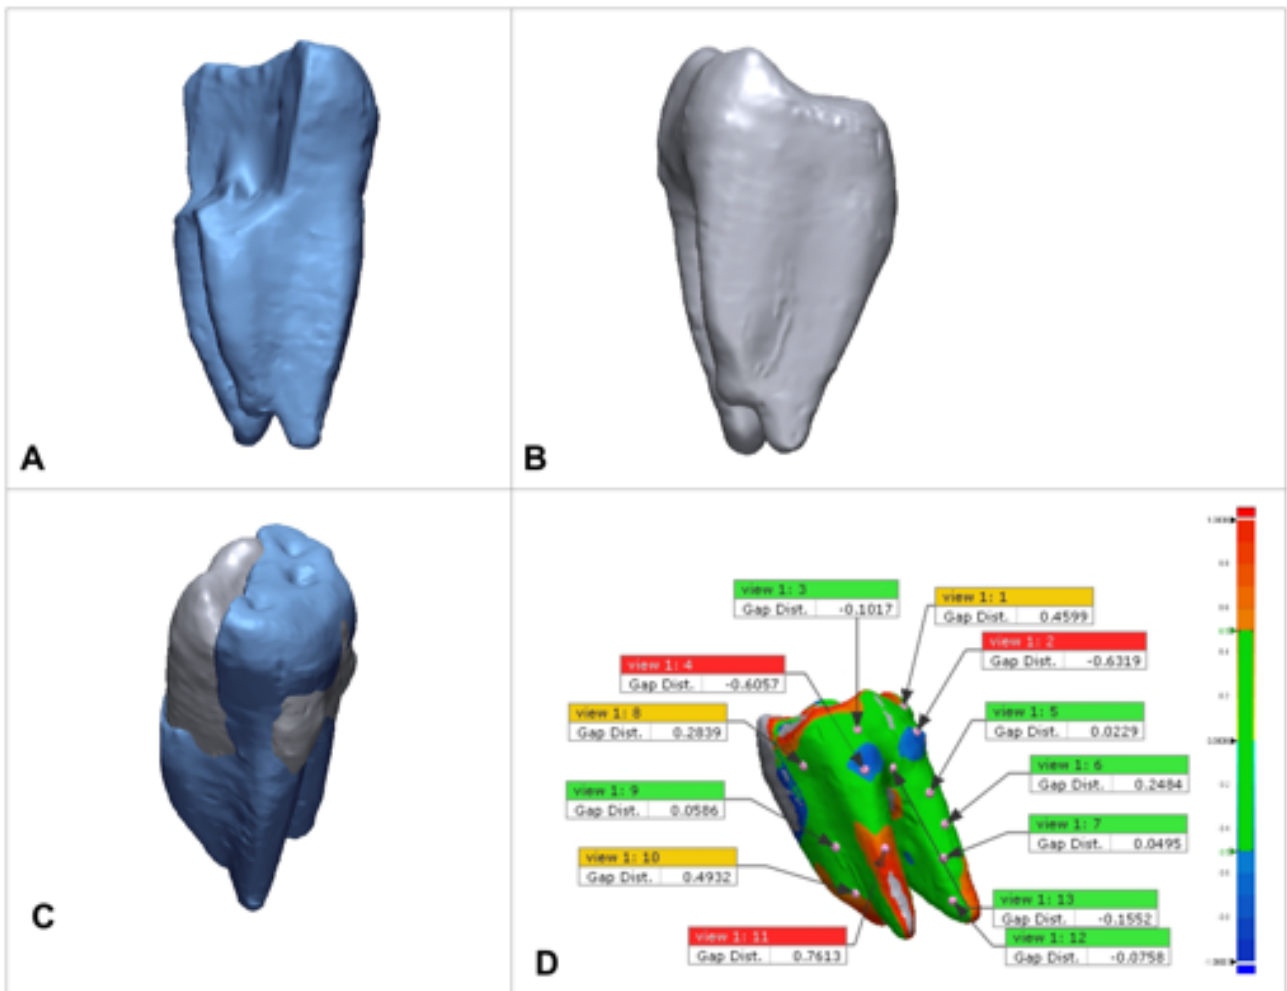 A
B
C
D
view 1: 3
Gap Dist. -0.1017
view 1: 1
Gap Dist. 0.4599
view 1: 2
Gap Dist. -0.6319
view 1: 4
Gap Dist. -0.6057
view 1: 8
Gap Dist. 0.2839
view 1: 5
Gap Dist. 0.0229
view 1: 6
Gap Dist. 0.2484
view 1: 9
Gap Dist. 0.0586
view 1: 7
Gap Dist. 0.0495
view 1: 10
Gap Dist. 0.4932
view 1: 13
Gap Dist. -0.1552
view 1: 11
Gap Dist. 0.7613
view 1: 12
Gap Dist. -0.0758